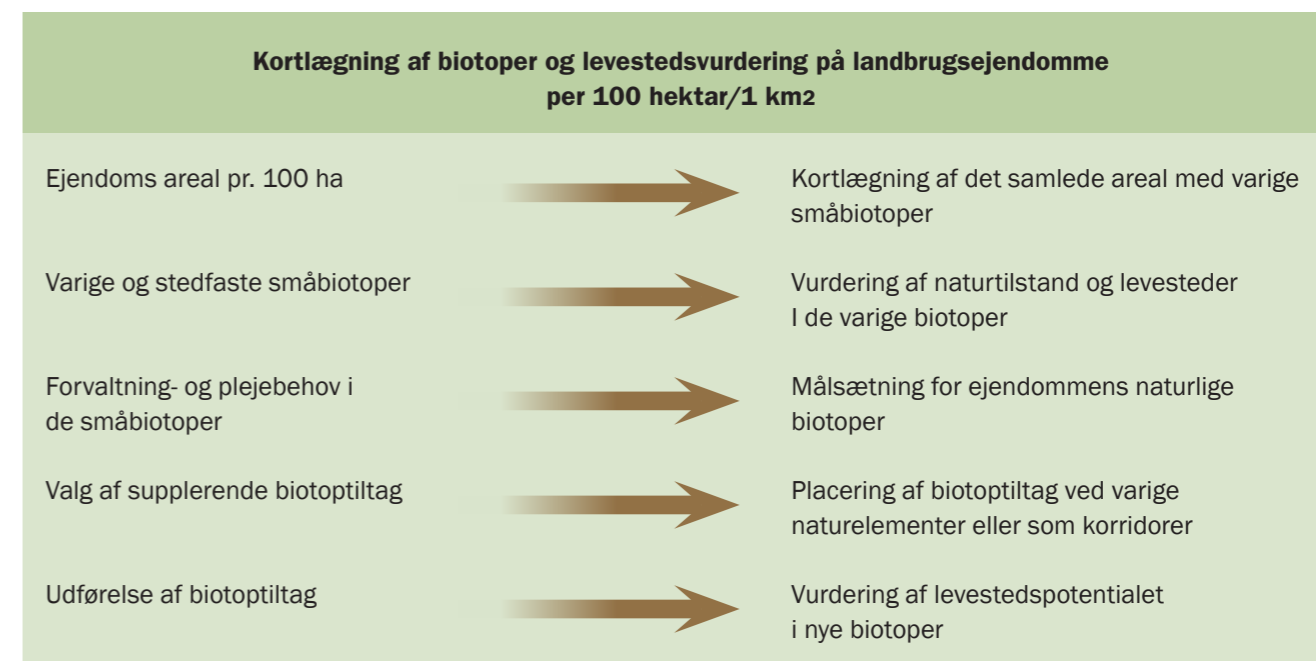 Kortlægning af biotoper og levestedsvurdering på landbrugsejendomme
per 100 hektar/1 km2
Ejendoms areal pr. 100 ha
Kortlægning af det samlede areal med varige
småbiotoper
Varige og stedfaste småbiotoper
Vurdering af naturtilstand og levesteder
I de varige biotoper
Forvaltning- og plejebehov i
de småbiotoper
Målsætning for ejendommens naturlige
biotoper
Valg af supplerende biotoptiltag
Placering af biotoptiltag ved varige
naturelementer eller som korridorer
Udførelse af biotoptiltag
Vurdering af levestedspotentialet
i nye biotoper